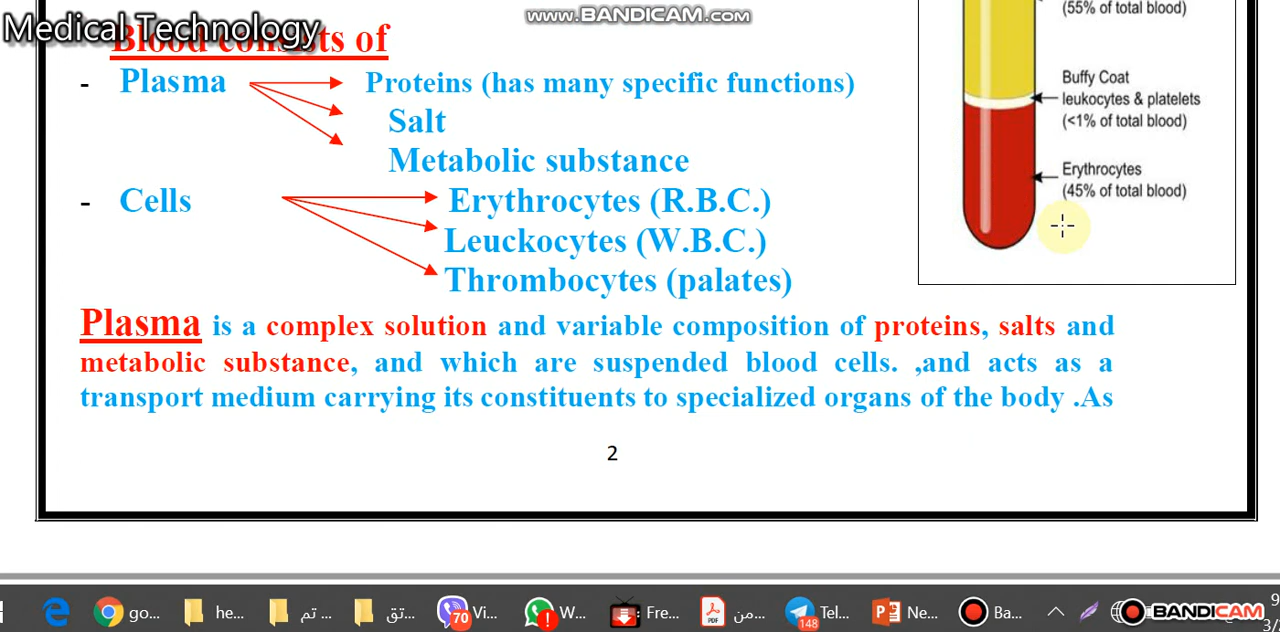 www.BANDICAM.com
Medical Technology
Blood consists of
(55% of total blood)
- Plasma Proteins (has many specific functions)
Salt
Metabolic substance
Buffy Coat
leukocytes & platelets
(<1% of total blood)
- Cells Erythrocytes (R.B.C.)
Leuckocytes (W.B.C.)
Thrombocytes (palates)
Erythrocytes
(45% of total blood)
Plasma is a complex solution and variable composition of proteins, salts and
metabolic substance, and which are suspended blood cells. ,and acts as a
transport medium carrying its constituents to specialized organs of the body .As
2
go... he... تم ... تق... 70 Vi... W... Fre... PDF من... 148 Tel... Ne... Ba... BANDICAM